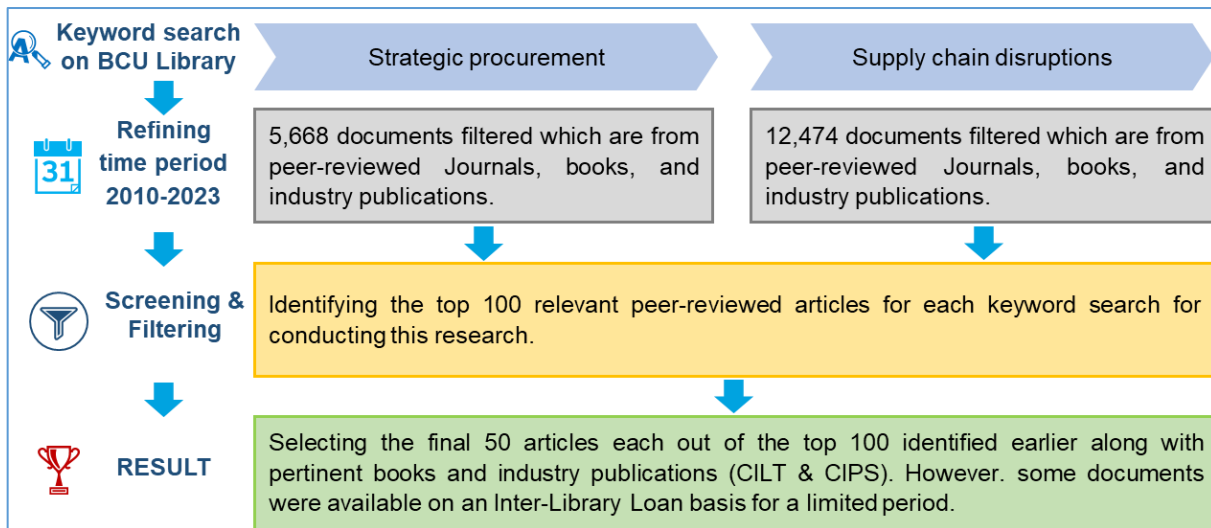 Keyword search
on BCU Library
Strategic procurement
Supply chain disruptions
31
Refining
time period
2010-2023
5,668 documents filtered which are from
peer-reviewed Journals, books, and
industry publications.
12,474 documents filtered which are from
peer-reviewed Journals, books, and
industry publications.
Screening &
Filtering
Identifying the top 100 relevant peer-reviewed articles for each keyword search for
conducting this research.
RESULT
Selecting the final 50 articles each out of the top 100 identified earlier along with
pertinent books and industry publications (CILT & CIPS). However. some documents
were available on an Inter-Library Loan basis for a limited period.